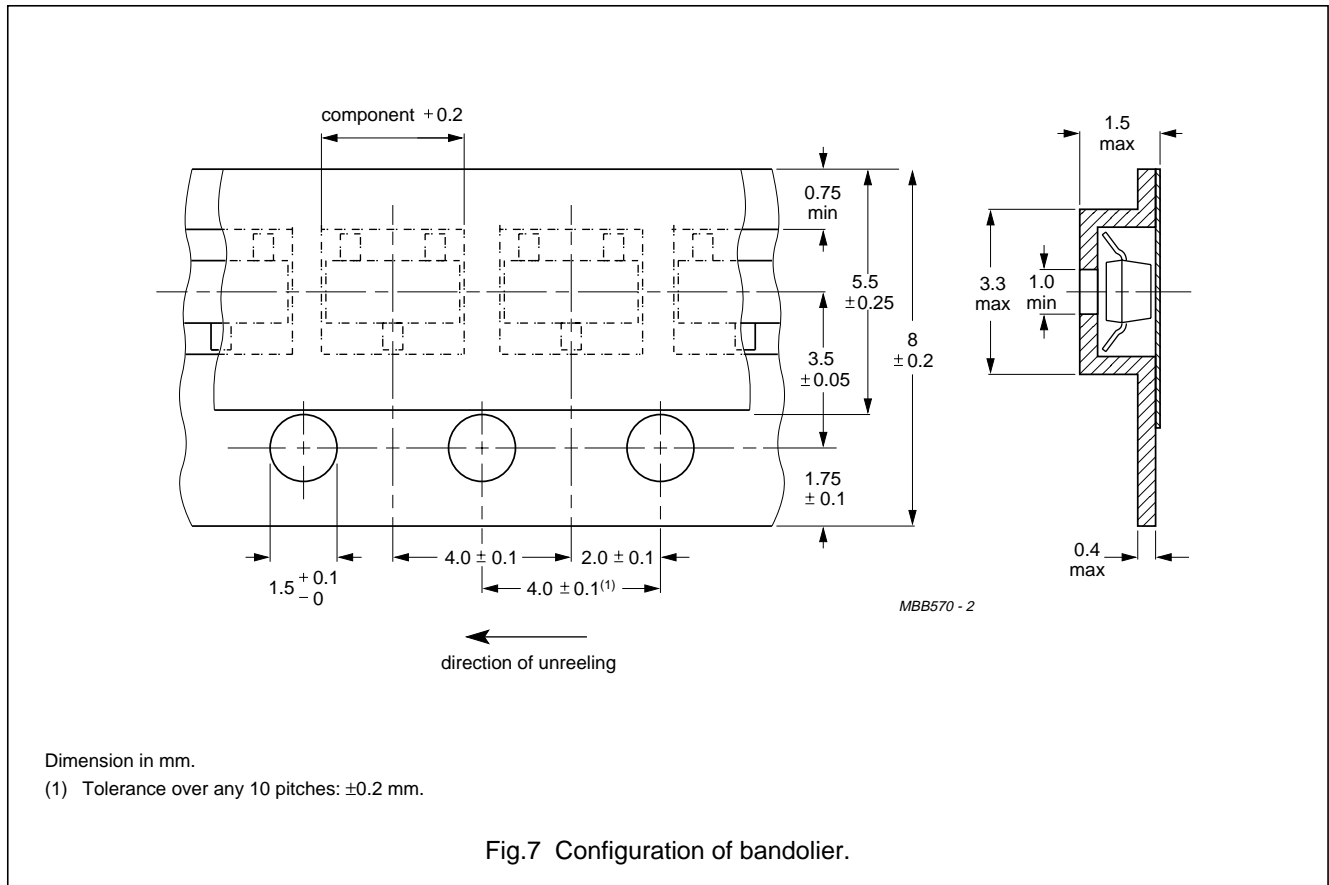 component +0.2
1.5
max
0.75
min
5.5
±0.25
3.3
max
1.0
min
8
±0.2
3.5
±0.05
1.75
± 0.1
4.0 ± 0.1
2.0 ± 0.1
0.4
max
1.5 + 0.1
− 0
4.0 ± 0.1(1)
MBB570 - 2
direction of unreeling
Dimension in mm.
(1) Tolerance over any 10 pitches: ±0.2 mm.
Fig.7 Configuration of bandolier.